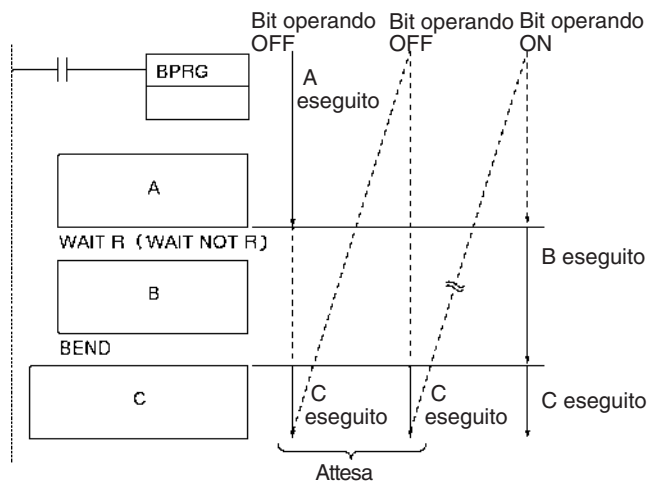 Bit operando
OFF
Bit operando
OFF
Bit operando
ON
BPRG
A
eseguito
A
WAIT R (WAIT NOT R)
B eseguito
B
BEND
C
C
eseguito
C
eseguito
C eseguito
Attesa